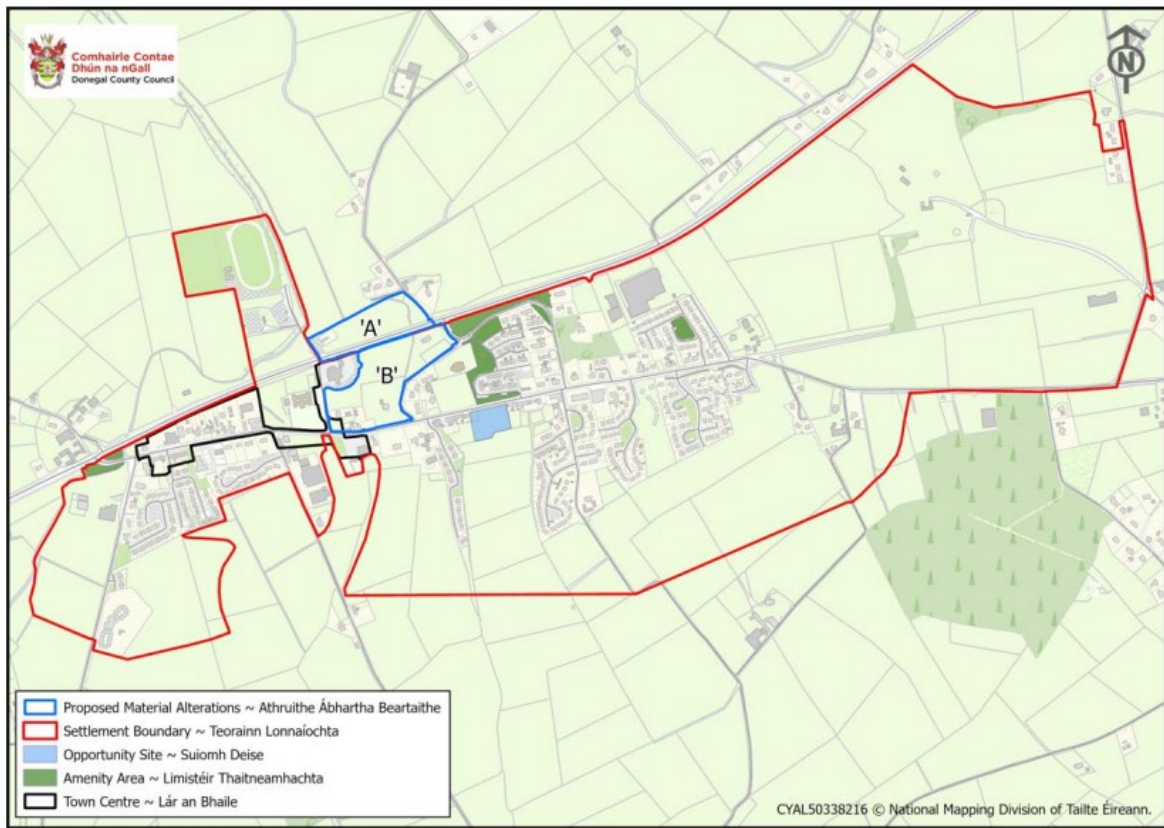 Comhairle Contae
Dhún na nGall
Donegal County Council
N
'A'
'B'
Proposed Material Alterations ~ Athruithe Ábhartha Beartaithe
Settlement Boundary ~ Teorainn Lonnaíochta
Opportunity Site ~ Suiomh Deise
Amenity Area ~ Limistéir Thaitneamhachta
Town Centre ~ Lár an Bhaile
CYAL50338216 © National Mapping Division of Tailte Éireann.